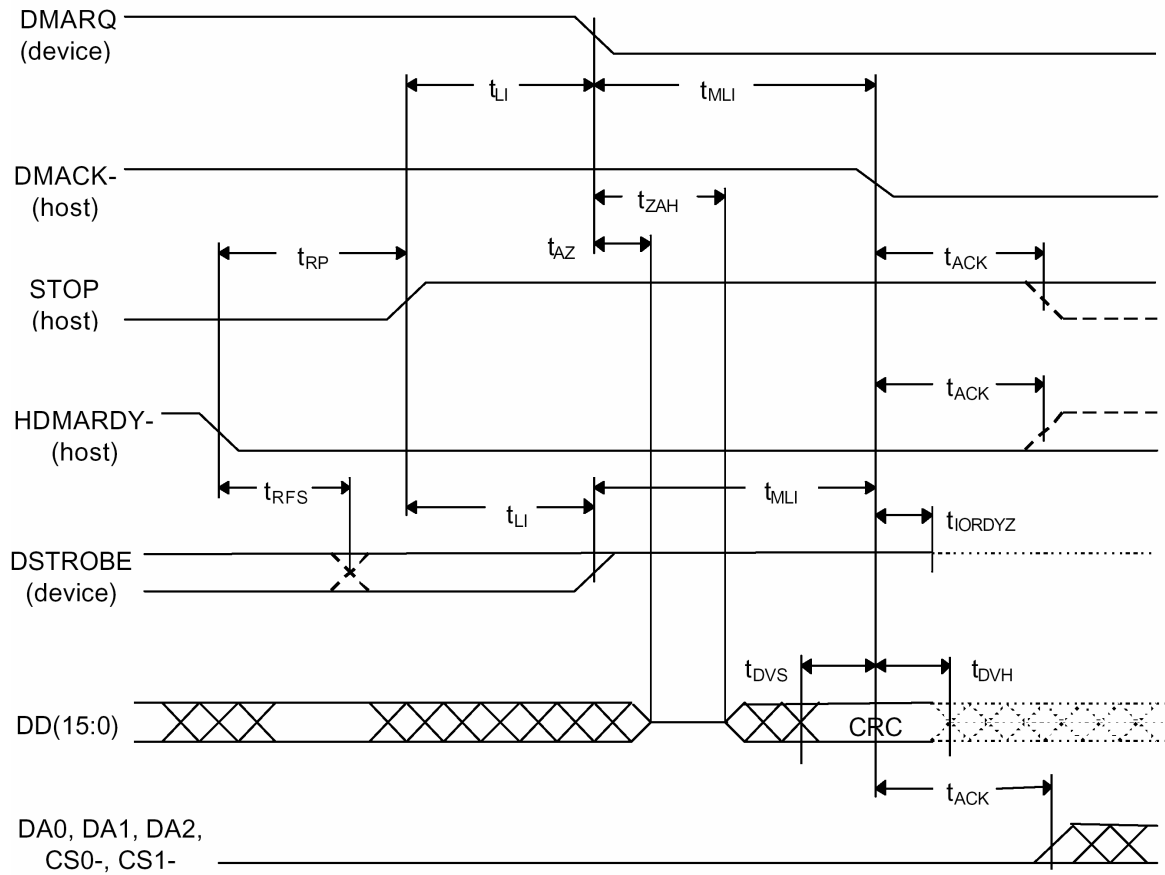 DMARQ
(device)
tLI
tMLI
DMACK-
(host)
tZAH
tAZ
tRP
tACK
STOP
(host)
tACK
HDMARDY-
(host)
tRFS
tLI
tMLI
tIORDYZ
DSTROBE
(device)
tDVS
tDVH
DD(15:0)
CRC
tACK
DA0, DA1, DA2,
CS0-, CS1-